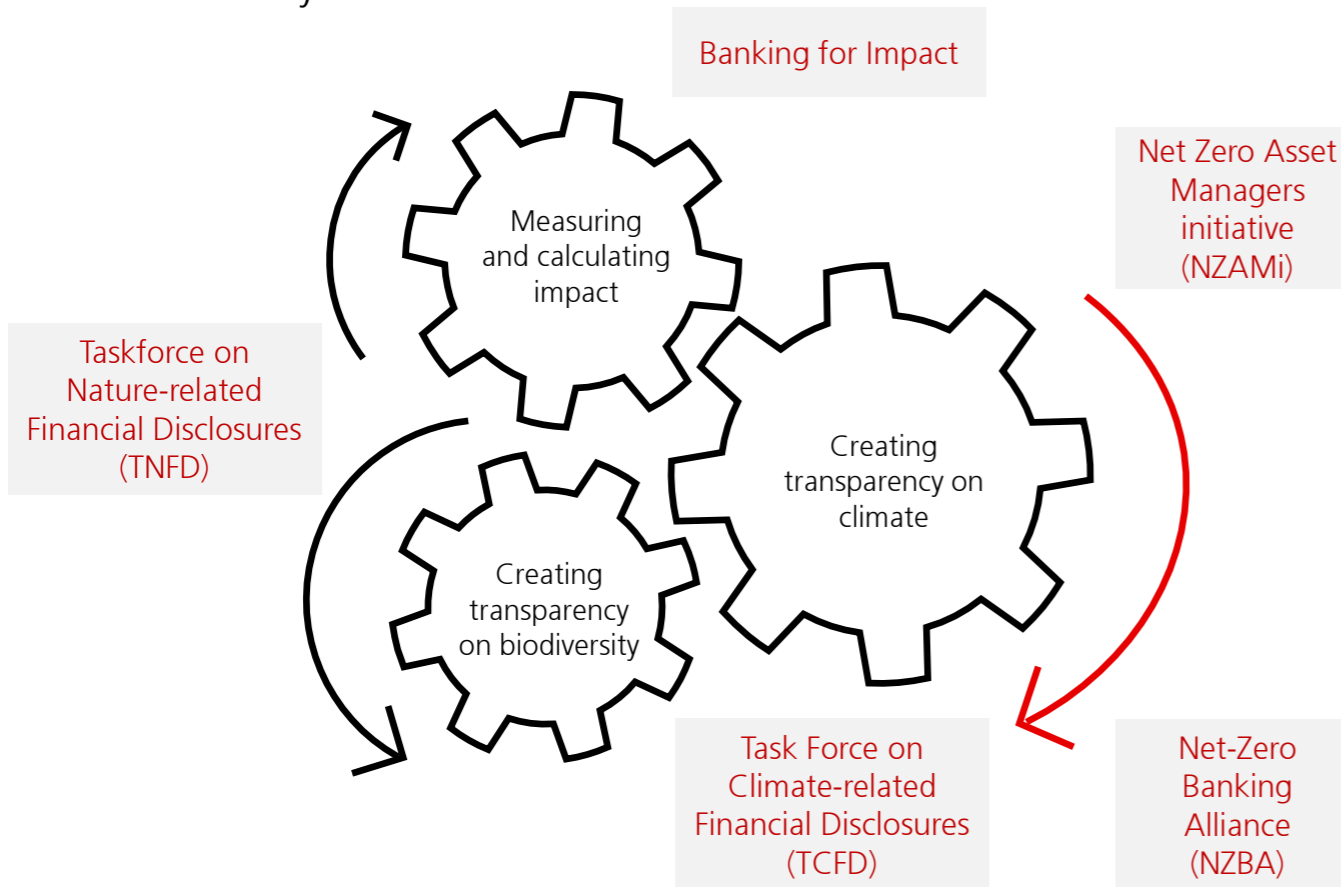 Banking for Impact
Net Zero Asset
Managers
initiative
(NZAMi)
Measuring
and calculating
impact
Taskforce on
Nature-related
Financial Disclosures
(TNFD)
Creating
transparency on
climate
Creating
transparency
on biodiversity
Task Force on
Climate-related
Financial Disclosures
(TCFD)
Net-Zero
Banking
Alliance
(NZBA)